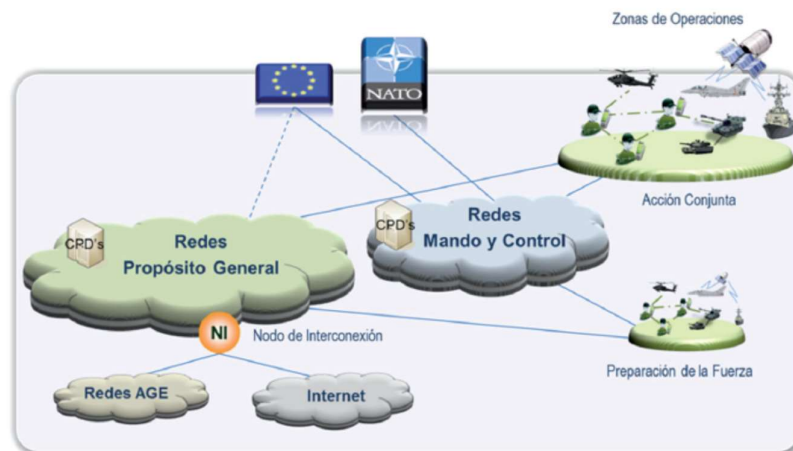 Zonas de Operaciones
NATO
CPD's
Redes
Propósito General
CPD's
Redes
Mando y Control
Acción Conjunta
NI
Nodo de Interconexión
Redes AGE
Internet
Preparación de la Fuerza